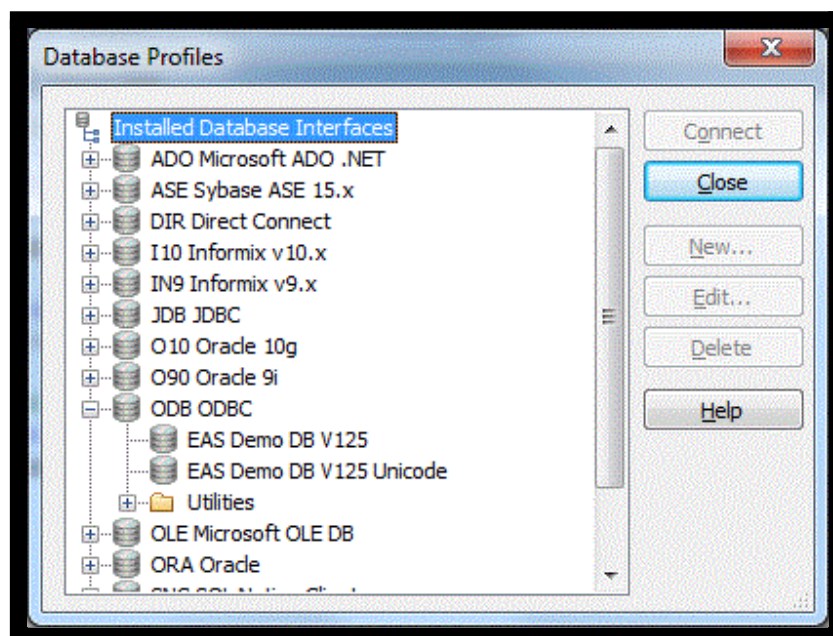 Database Profiles
Installed Database Interfaces
ADO Microsoft ADO .NET
ASE Sybase ASE 15.x
DIR Direct Connect
I10 Informix v10.x
IN9 Informix v9.x
JDB JDBC
O10 Oracle 10g
O90 Oracle 9i
ODB ODBC
EAS Demo DB V125
EAS Demo DB V125 Unicode
Utilities
OLE Microsoft OLE DB
ORA Oracle
Connect
Close
New...
Edit...
Delete
Help